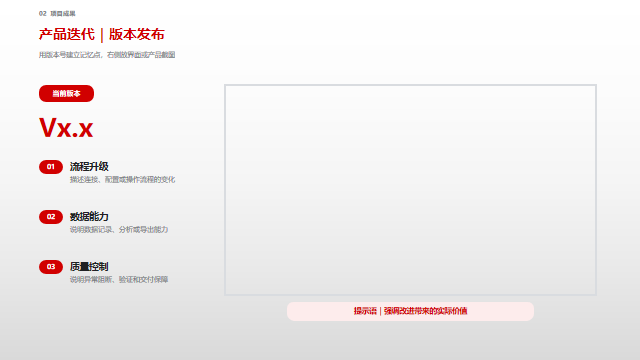 02 项目成果
产品迭代｜版本发布
用版本号建立记忆点，右侧放界面或产品截图
当前版本
Vx.x
01 流程升级
描述连接、配置或操作流程的变化
02 数据能力
说明数据记录、分析或导出能力
03 质量控制
说明异常阻断、验证和交付保障
提示语｜强调改进带来的实际价值